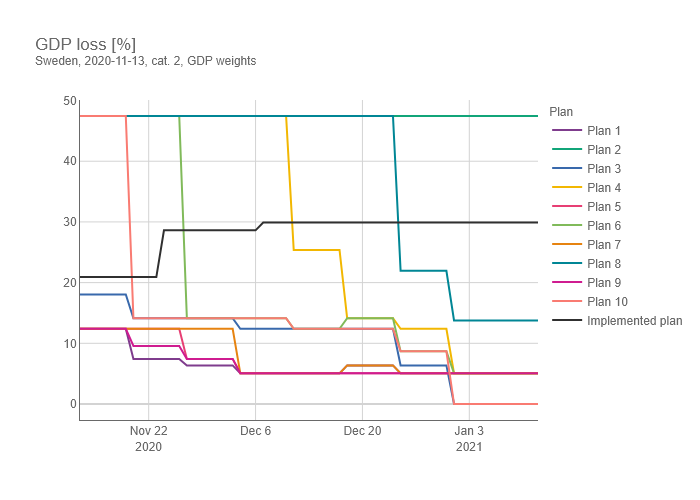 GDP loss [%]
Sweden, 2020-11-13, cat. 2, GDP weights
50
40
30
20
10
0
Nov 22
2020
Dec 6
Dec 20
Jan 3
2021
Plan
Plan 1
Plan 2
Plan 3
Plan 4
Plan 5
Plan 6
Plan 7
Plan 8
Plan 9
Plan 10
Implemented plan